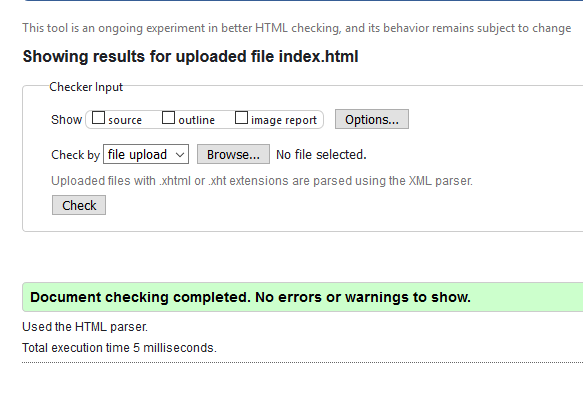 This tool is an ongoing experiment in better HTML checking, and its behavior remains subject to change
Showing results for uploaded file index.html
Checker Input
Show source outline image report Options...
Check by file upload Browse... No file selected.
Uploaded files with .xhtml or .xht extensions are parsed using the XML parser.
Check
Document checking completed. No errors or warnings to show.
Used the HTML parser.
Total execution time 5 milliseconds.